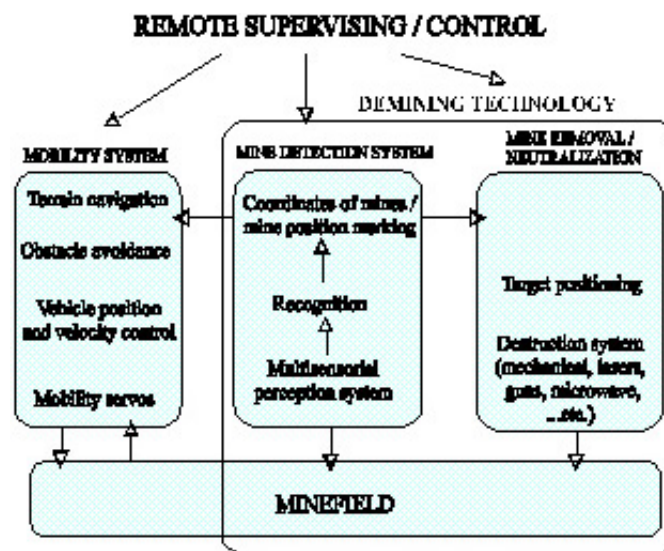 REMOTE SUPERVISING / CONTROL
DEMINING TECHNOLOGY
MOBILITY SYSTEM
Terrain navigation
Obstacle avoidance
Vehicle position
and velocity control
Mobility servos
MINE DETECTION SYSTEM
Coordinates of mines /
mine position marking
Recognition
Multisensorial
perception system
MINE REMOVAL /
NEUTRALIZATION
Target positioning
Destruction system
(mechanical, lasers,
guns, microwave,
...etc.)
MINEFIELD